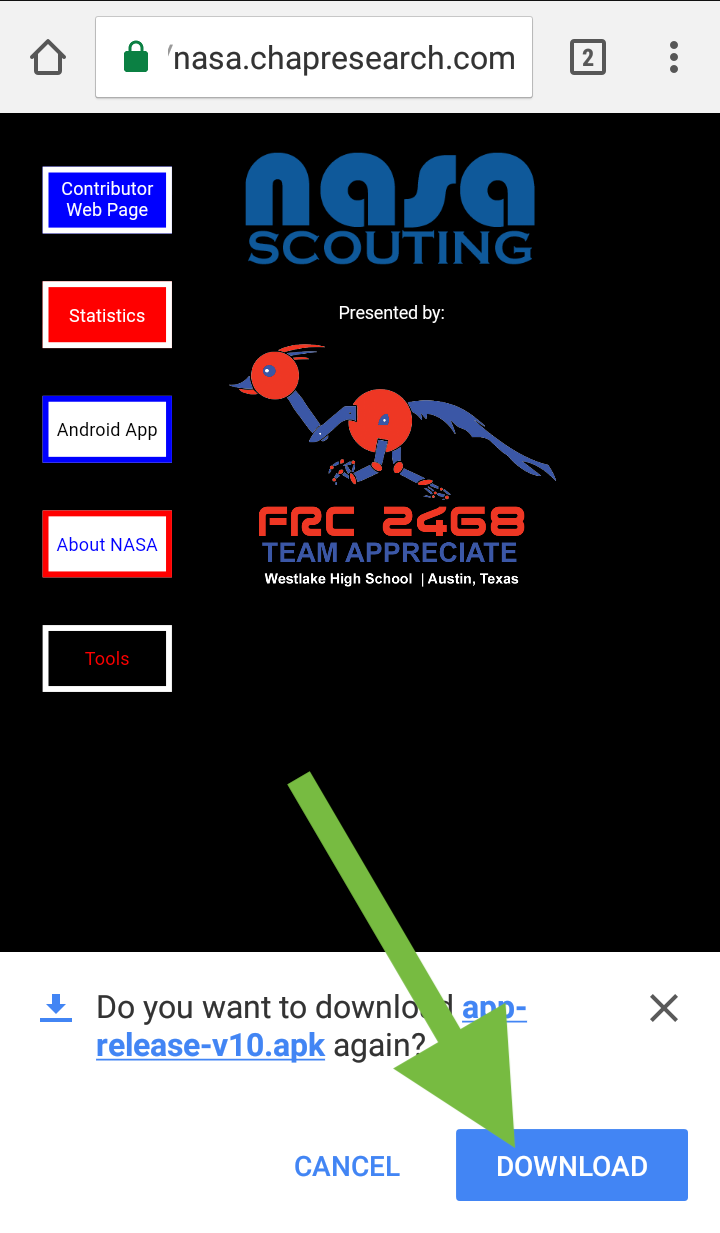 /nasa.chapresearch.com
2
Contributor
Web Page
nasa
SCOUTING
Statistics
Presented by:
Android App
About NASA
FRC 2468
TEAM APPRECIATE
Westlake High School | Austin, Texas
Tools
Do you want to download app-
release-v10.apk again?
CANCEL
DOWNLOAD